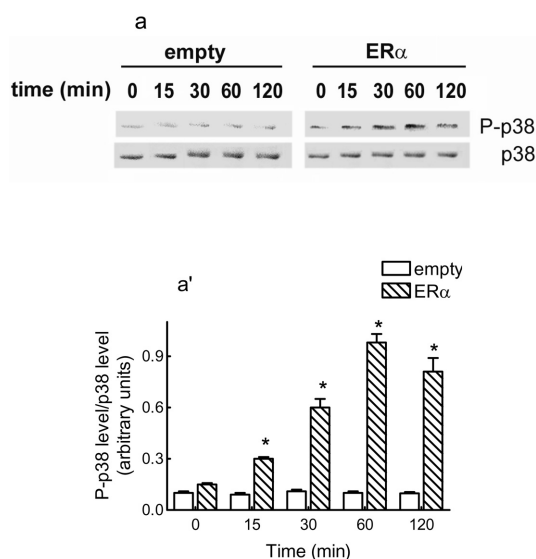 a
empty ERα
time (min) 0 15 30 60 120 0 15 30 60 120
P-p38
p38
a'
empty
ERα
P-p38 level/p38 level
(arbitrary units)
0.9
0.6
0.3
0.0
0 15 30 60 120
* * * *
Time (min)